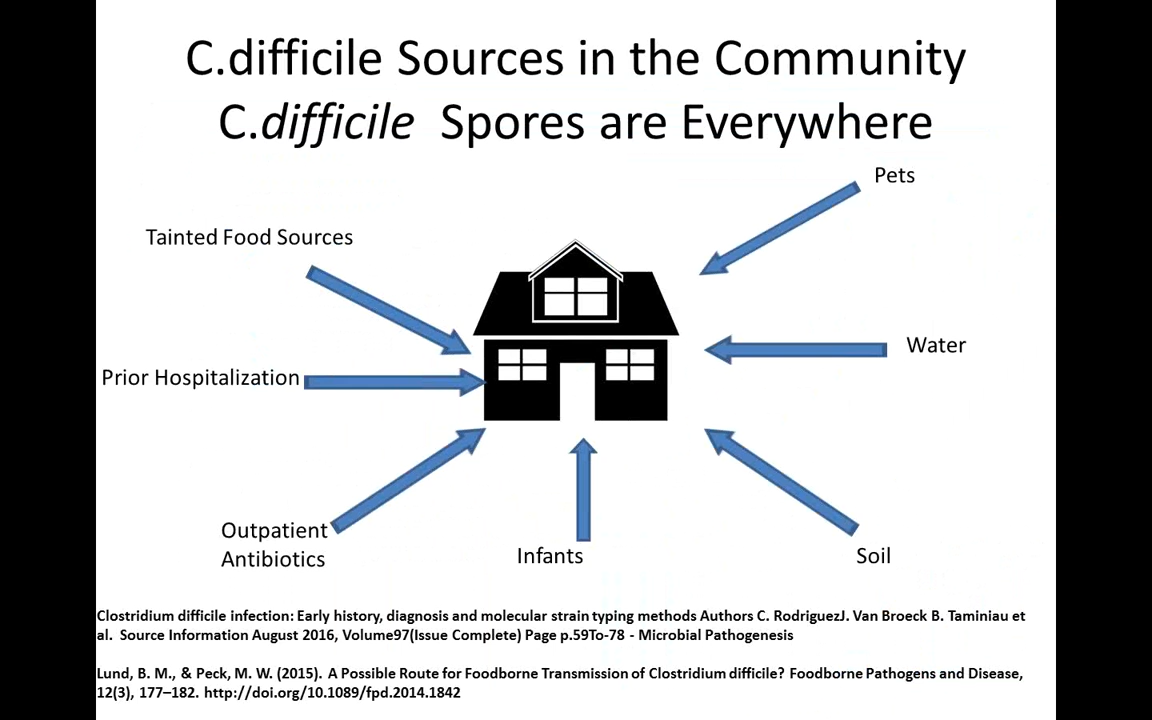 C.difficile Sources in the Community
C.difficile Spores are Everywhere
Pets
Tainted Food Sources
Water
Prior Hospitalization
Outpatient
Antibiotics
Infants
Soil
Clostridium difficile infection: Early history, diagnosis and molecular strain typing methods Authors C. RodriguezJ. Van Broeck B. Taminiau et
al. Source Information August 2016, Volume97(Issue Complete) Page p.59To-78 - Microbial Pathogenesis
Lund, B. M., & Peck, M. W. (2015). A Possible Route for Foodborne Transmission of Clostridium difficile? Foodborne Pathogens and Disease,
12(3), 177–182. http://doi.org/10.1089/fpd.2014.1842